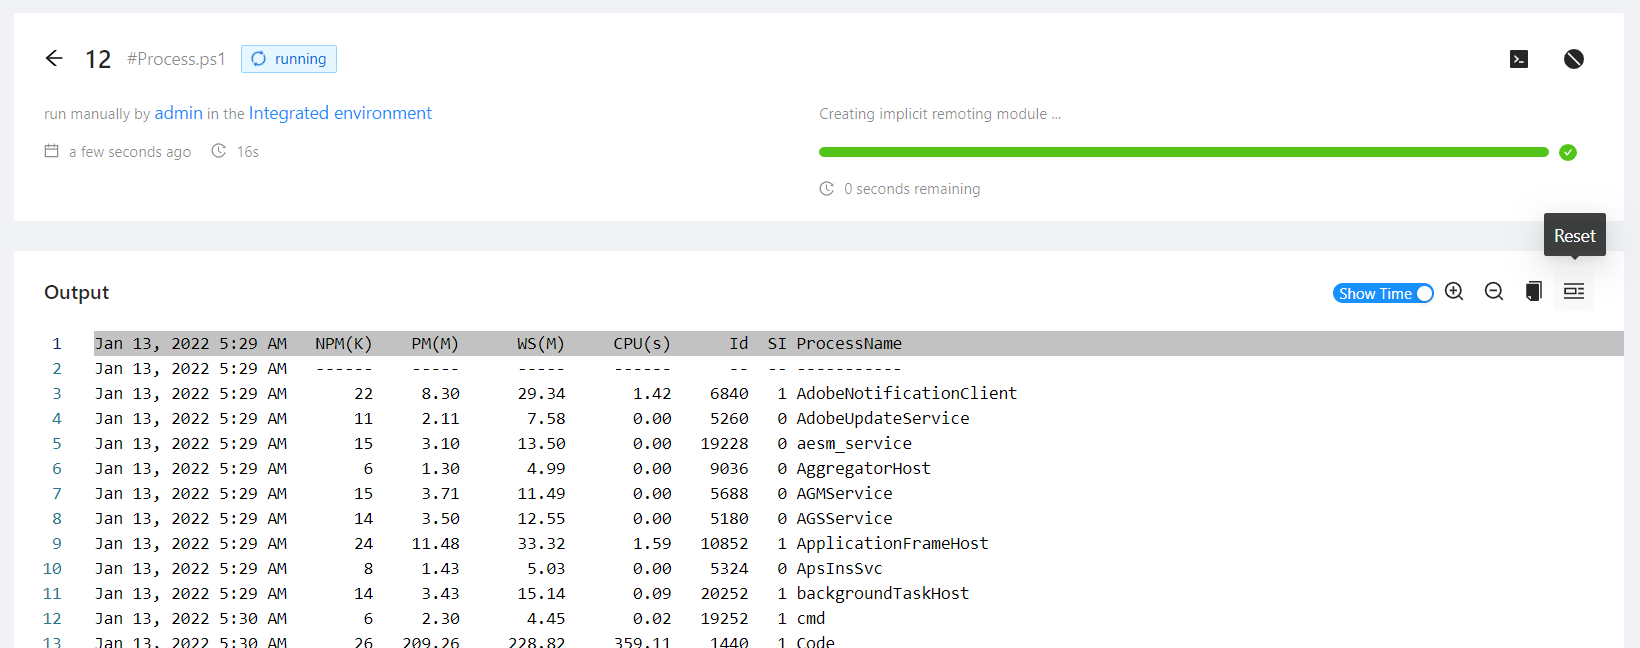 12 #Process.ps1 running
run manually by admin in the Integrated environment
a few seconds ago 16s
Creating implicit remoting module ...
0 seconds remaining
Reset
Output
Show Time
1 Jan 13, 2022 5:29 AM NPM(K) PM(M) WS(M) CPU(s) Id SI ProcessName
2 Jan 13, 2022 5:29 AM ------ ----- ----- ------ -- -- -----------
3 Jan 13, 2022 5:29 AM 22 8.30 29.34 1.42 6840 1 AdobeNotificationClient
4 Jan 13, 2022 5:29 AM 11 2.11 7.58 0.00 5260 0 AdobeUpdateService
5 Jan 13, 2022 5:29 AM 15 3.10 13.50 0.00 19228 0 aesm_service
6 Jan 13, 2022 5:29 AM 6 1.30 4.99 0.00 9036 0 AggregatorHost
7 Jan 13, 2022 5:29 AM 15 3.71 11.49 0.00 5688 0 AGMService
8 Jan 13, 2022 5:29 AM 14 3.50 12.55 0.00 5180 0 AGSService
9 Jan 13, 2022 5:29 AM 24 11.48 33.32 1.59 10852 1 ApplicationFrameHost
10 Jan 13, 2022 5:29 AM 8 1.43 5.03 0.00 5324 0 ApsInsSvc
11 Jan 13, 2022 5:29 AM 14 3.43 15.14 0.09 20252 1 backgroundTaskHost
12 Jan 13, 2022 5:30 AM 6 2.30 4.45 0.02 19252 1 cmd
13 Jan 13, 2022 5:30 AM 26 209.26 228.82 359.11 1440 1 Code